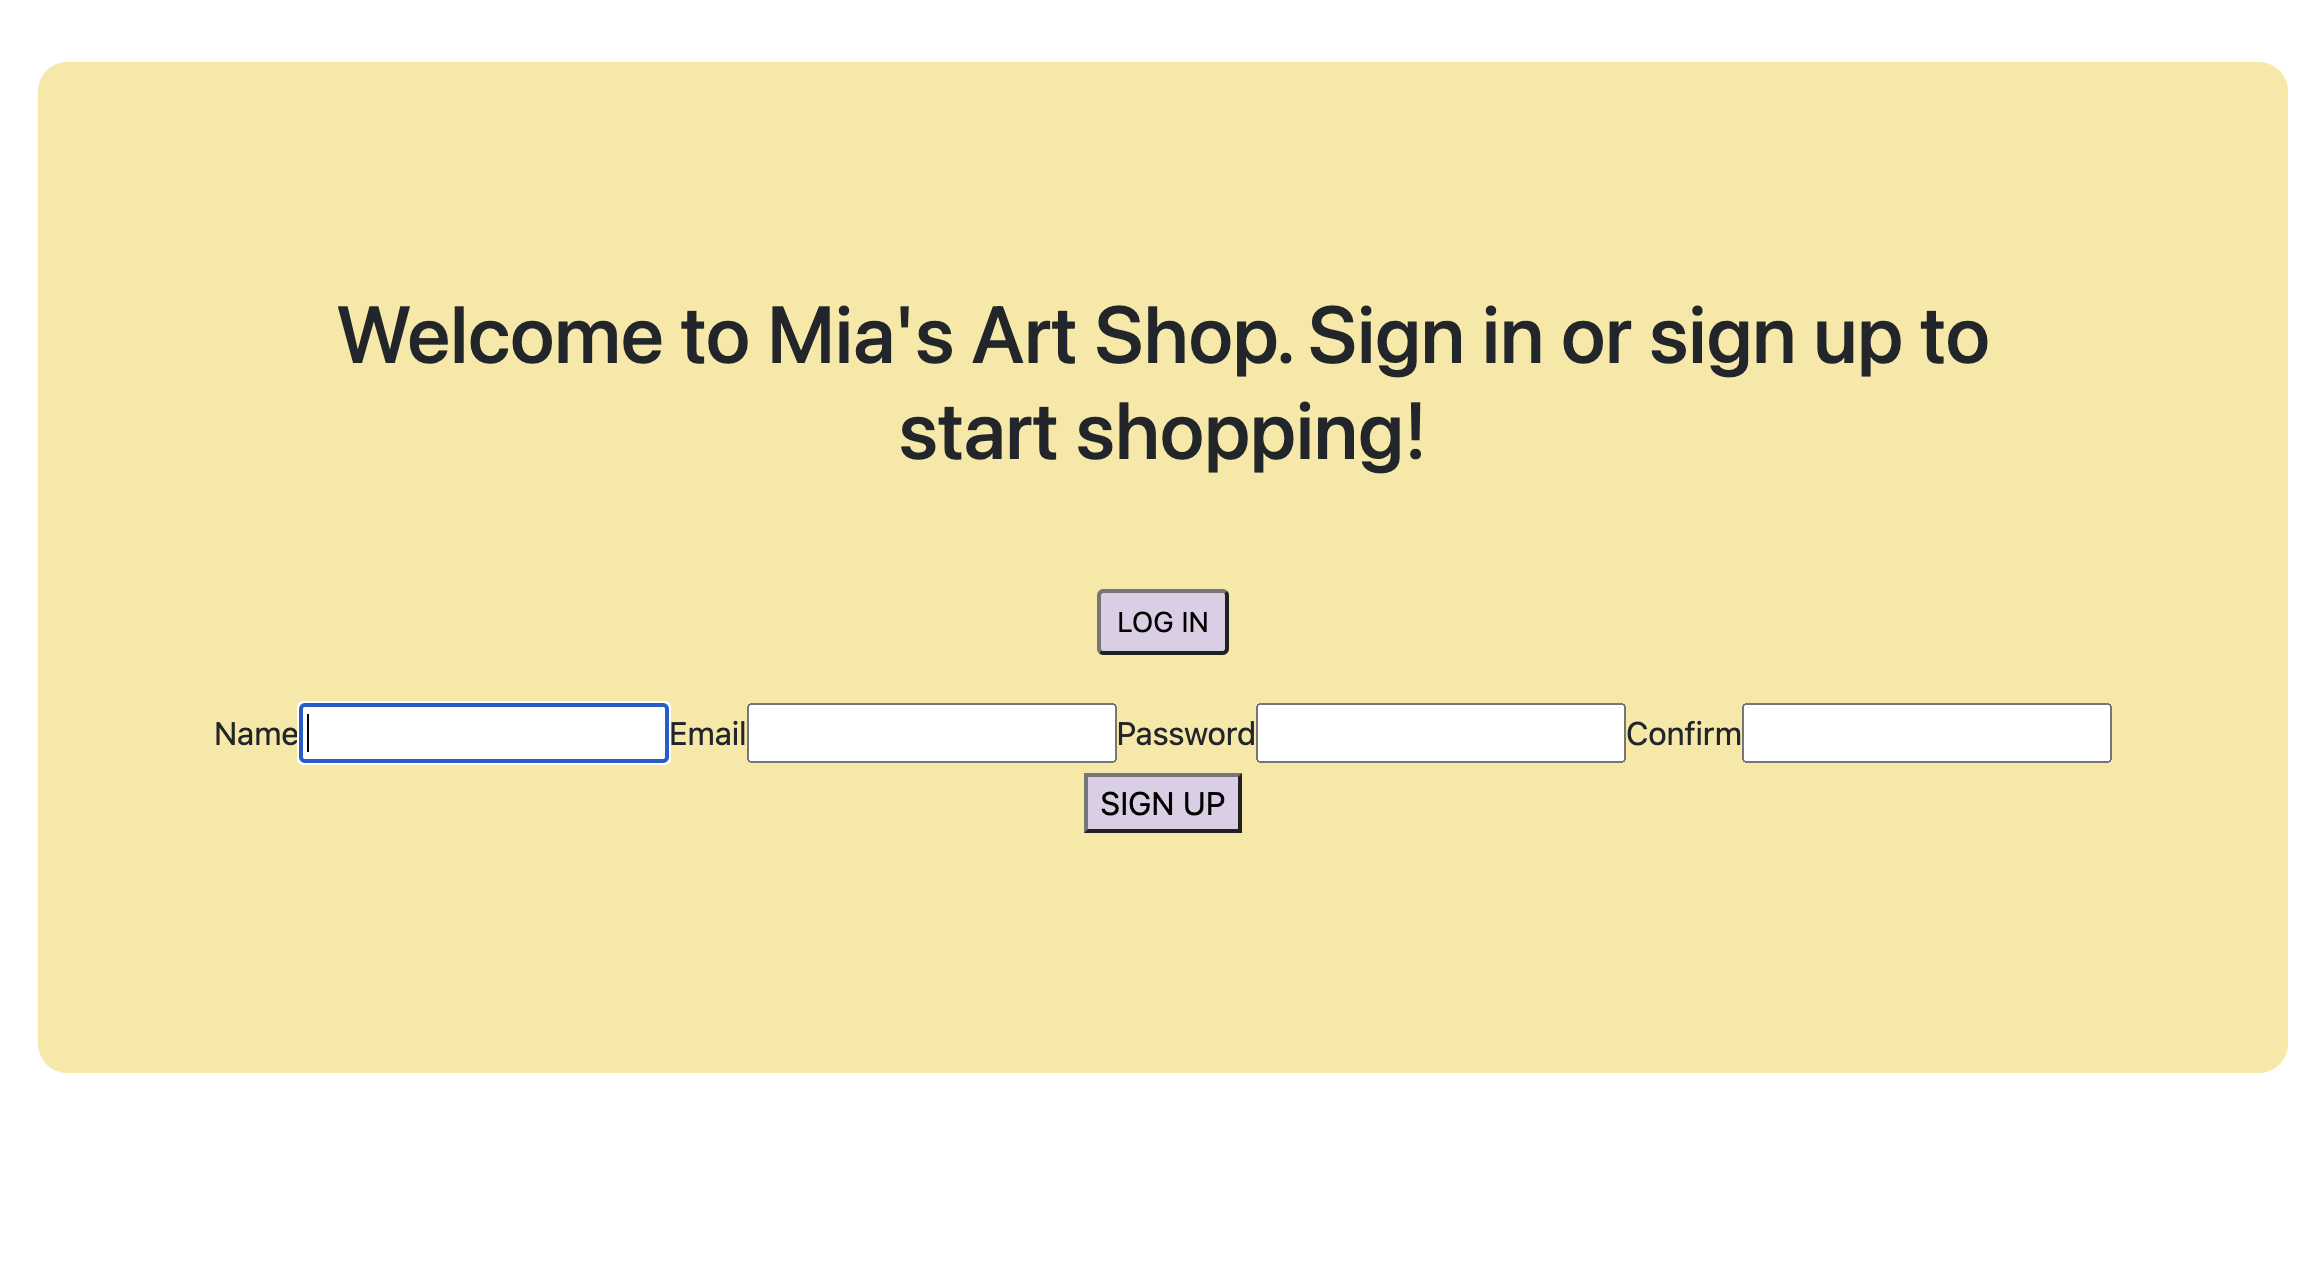 Welcome to Mia's Art Shop. Sign in or sign up to
start shopping!
LOG IN
Name Email Password Confirm
SIGN UP